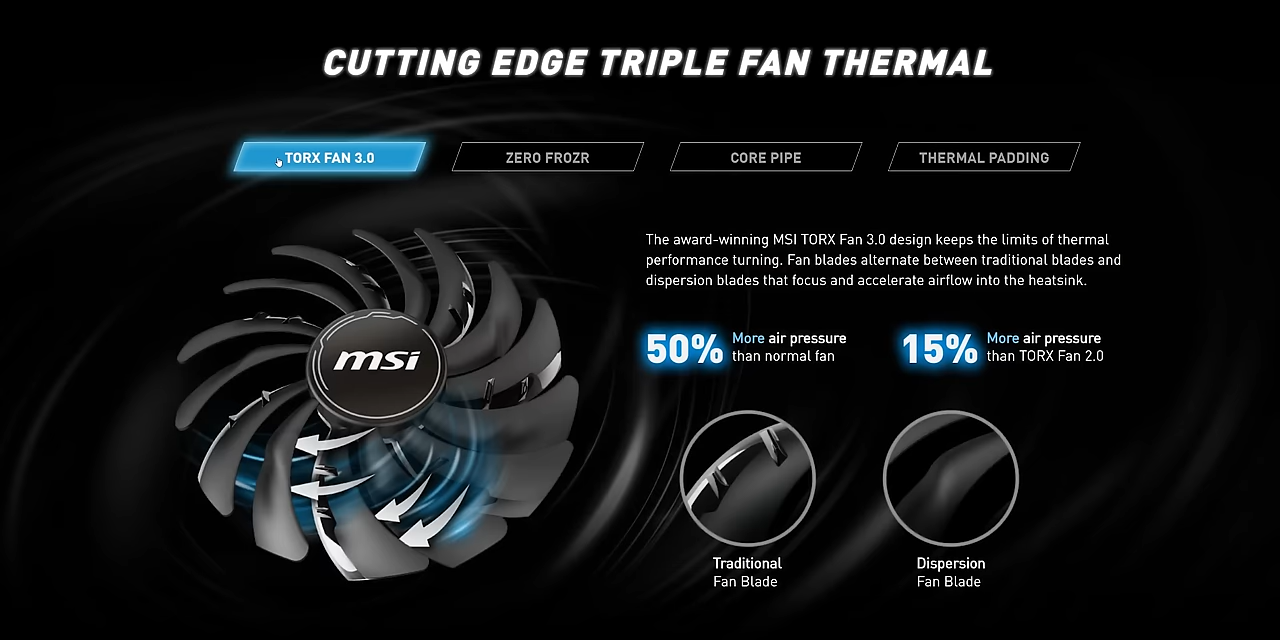 CUTTING EDGE TRIPLE FAN THERMAL
TORX FAN 3.0
ZERO FROZR
CORE PIPE
THERMAL PADDING
The award-winning MSI TORX Fan 3.0 design keeps the limits of thermal
performance turning. Fan blades alternate between traditional blades and
dispersion blades that focus and accelerate airflow into the heatsink.
50% More air pressure
than normal fan
15% More air pressure
than TORX Fan 2.0
msi
Traditional
Fan Blade
Dispersion
Fan Blade